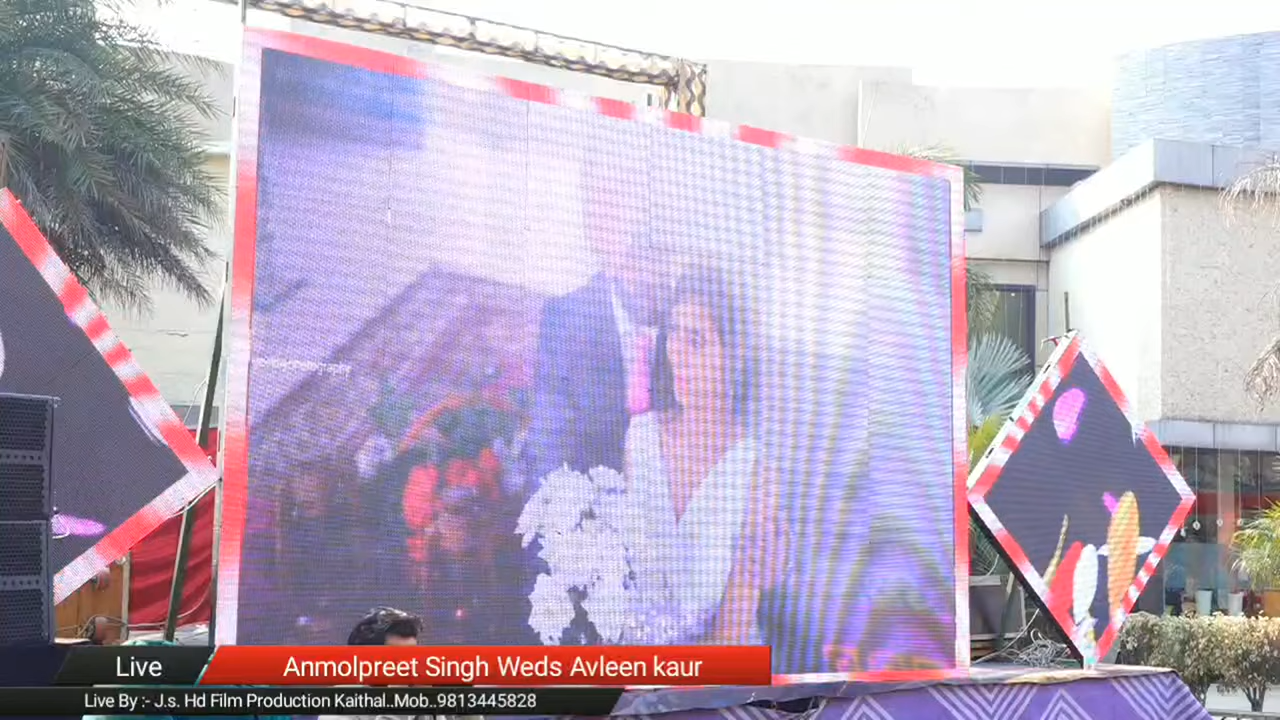 Live
Anmolpreet Singh Weds Avleen kaur
Live By :- J.s. Hd Film Production Kaithal..Mob..9813445828